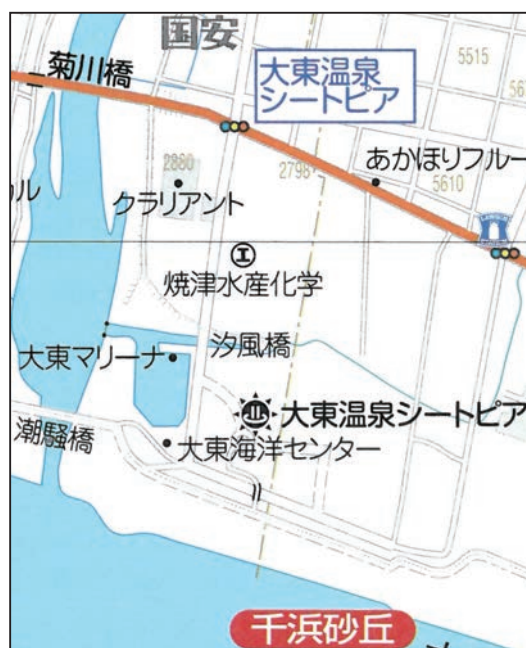 国安
菊川橋
大東温泉
シートピア
5515
2860
2798
あかほりフルー
5610
ル
クラリアント
焼津水産化学
汐風橋
大東マリーナ
大東温泉シートピア
潮騒橋
大東海洋センター
千浜砂丘